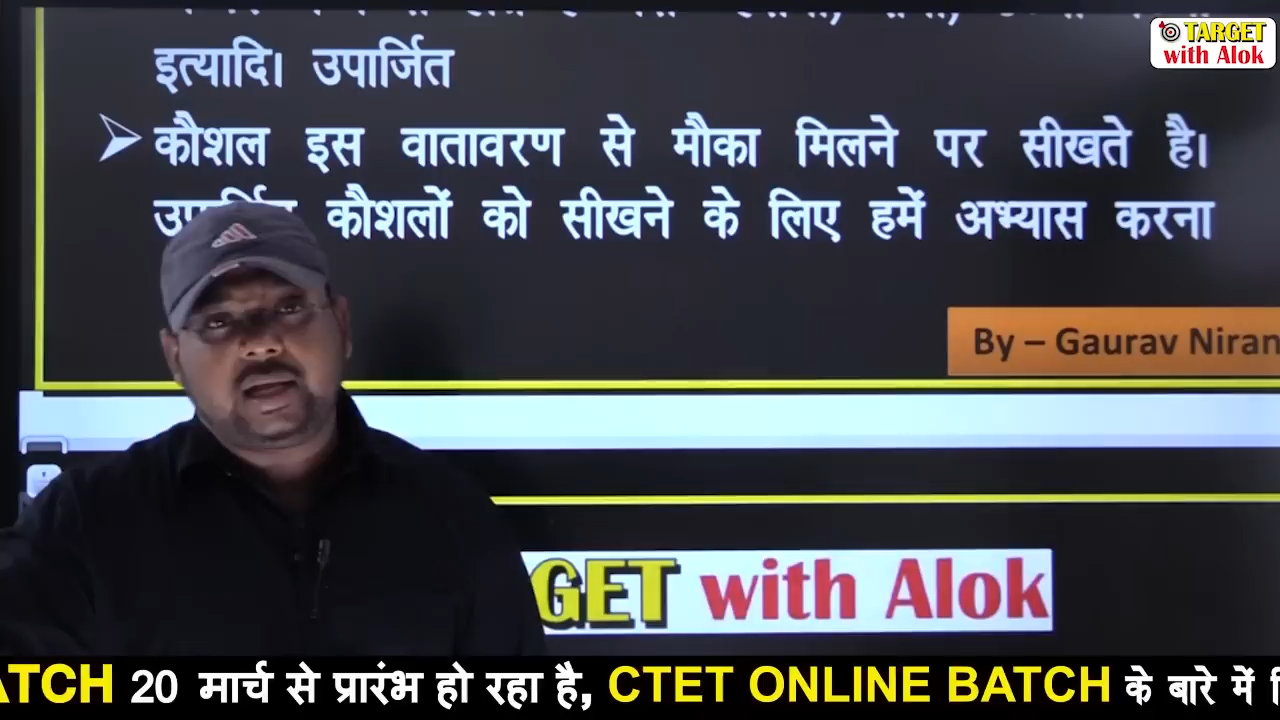 TARGET
with Alok
इत्यादि। उपार्जित
कौशल इस वातावरण से मौका मिलने पर सीखते है।
कौशलों को सीखने के लिए हमें अभ्यास करना
By – Gaurav Niran
GET with Alok
ATCH 20 मार्च से प्रारंभ हो रहा है, CTET ONLINE BATCH के बारे में